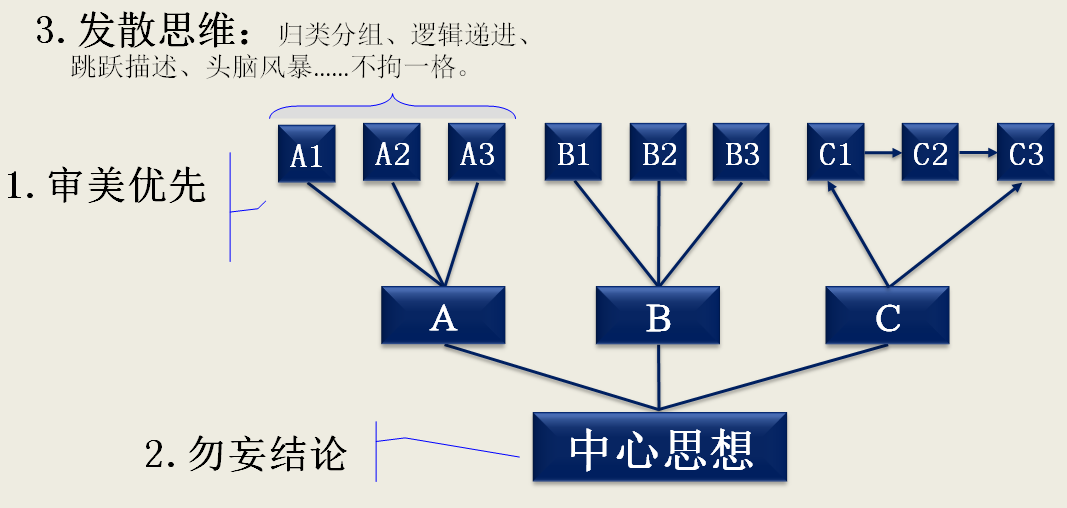 3.发散思维：归类分组、逻辑递进、
跳跃描述、头脑风暴……不拘一格。
A1 A2 A3 B1 B2 B3 C1 C2 C3
1.审美优先
A B C
2.勿妄结论
中心思想